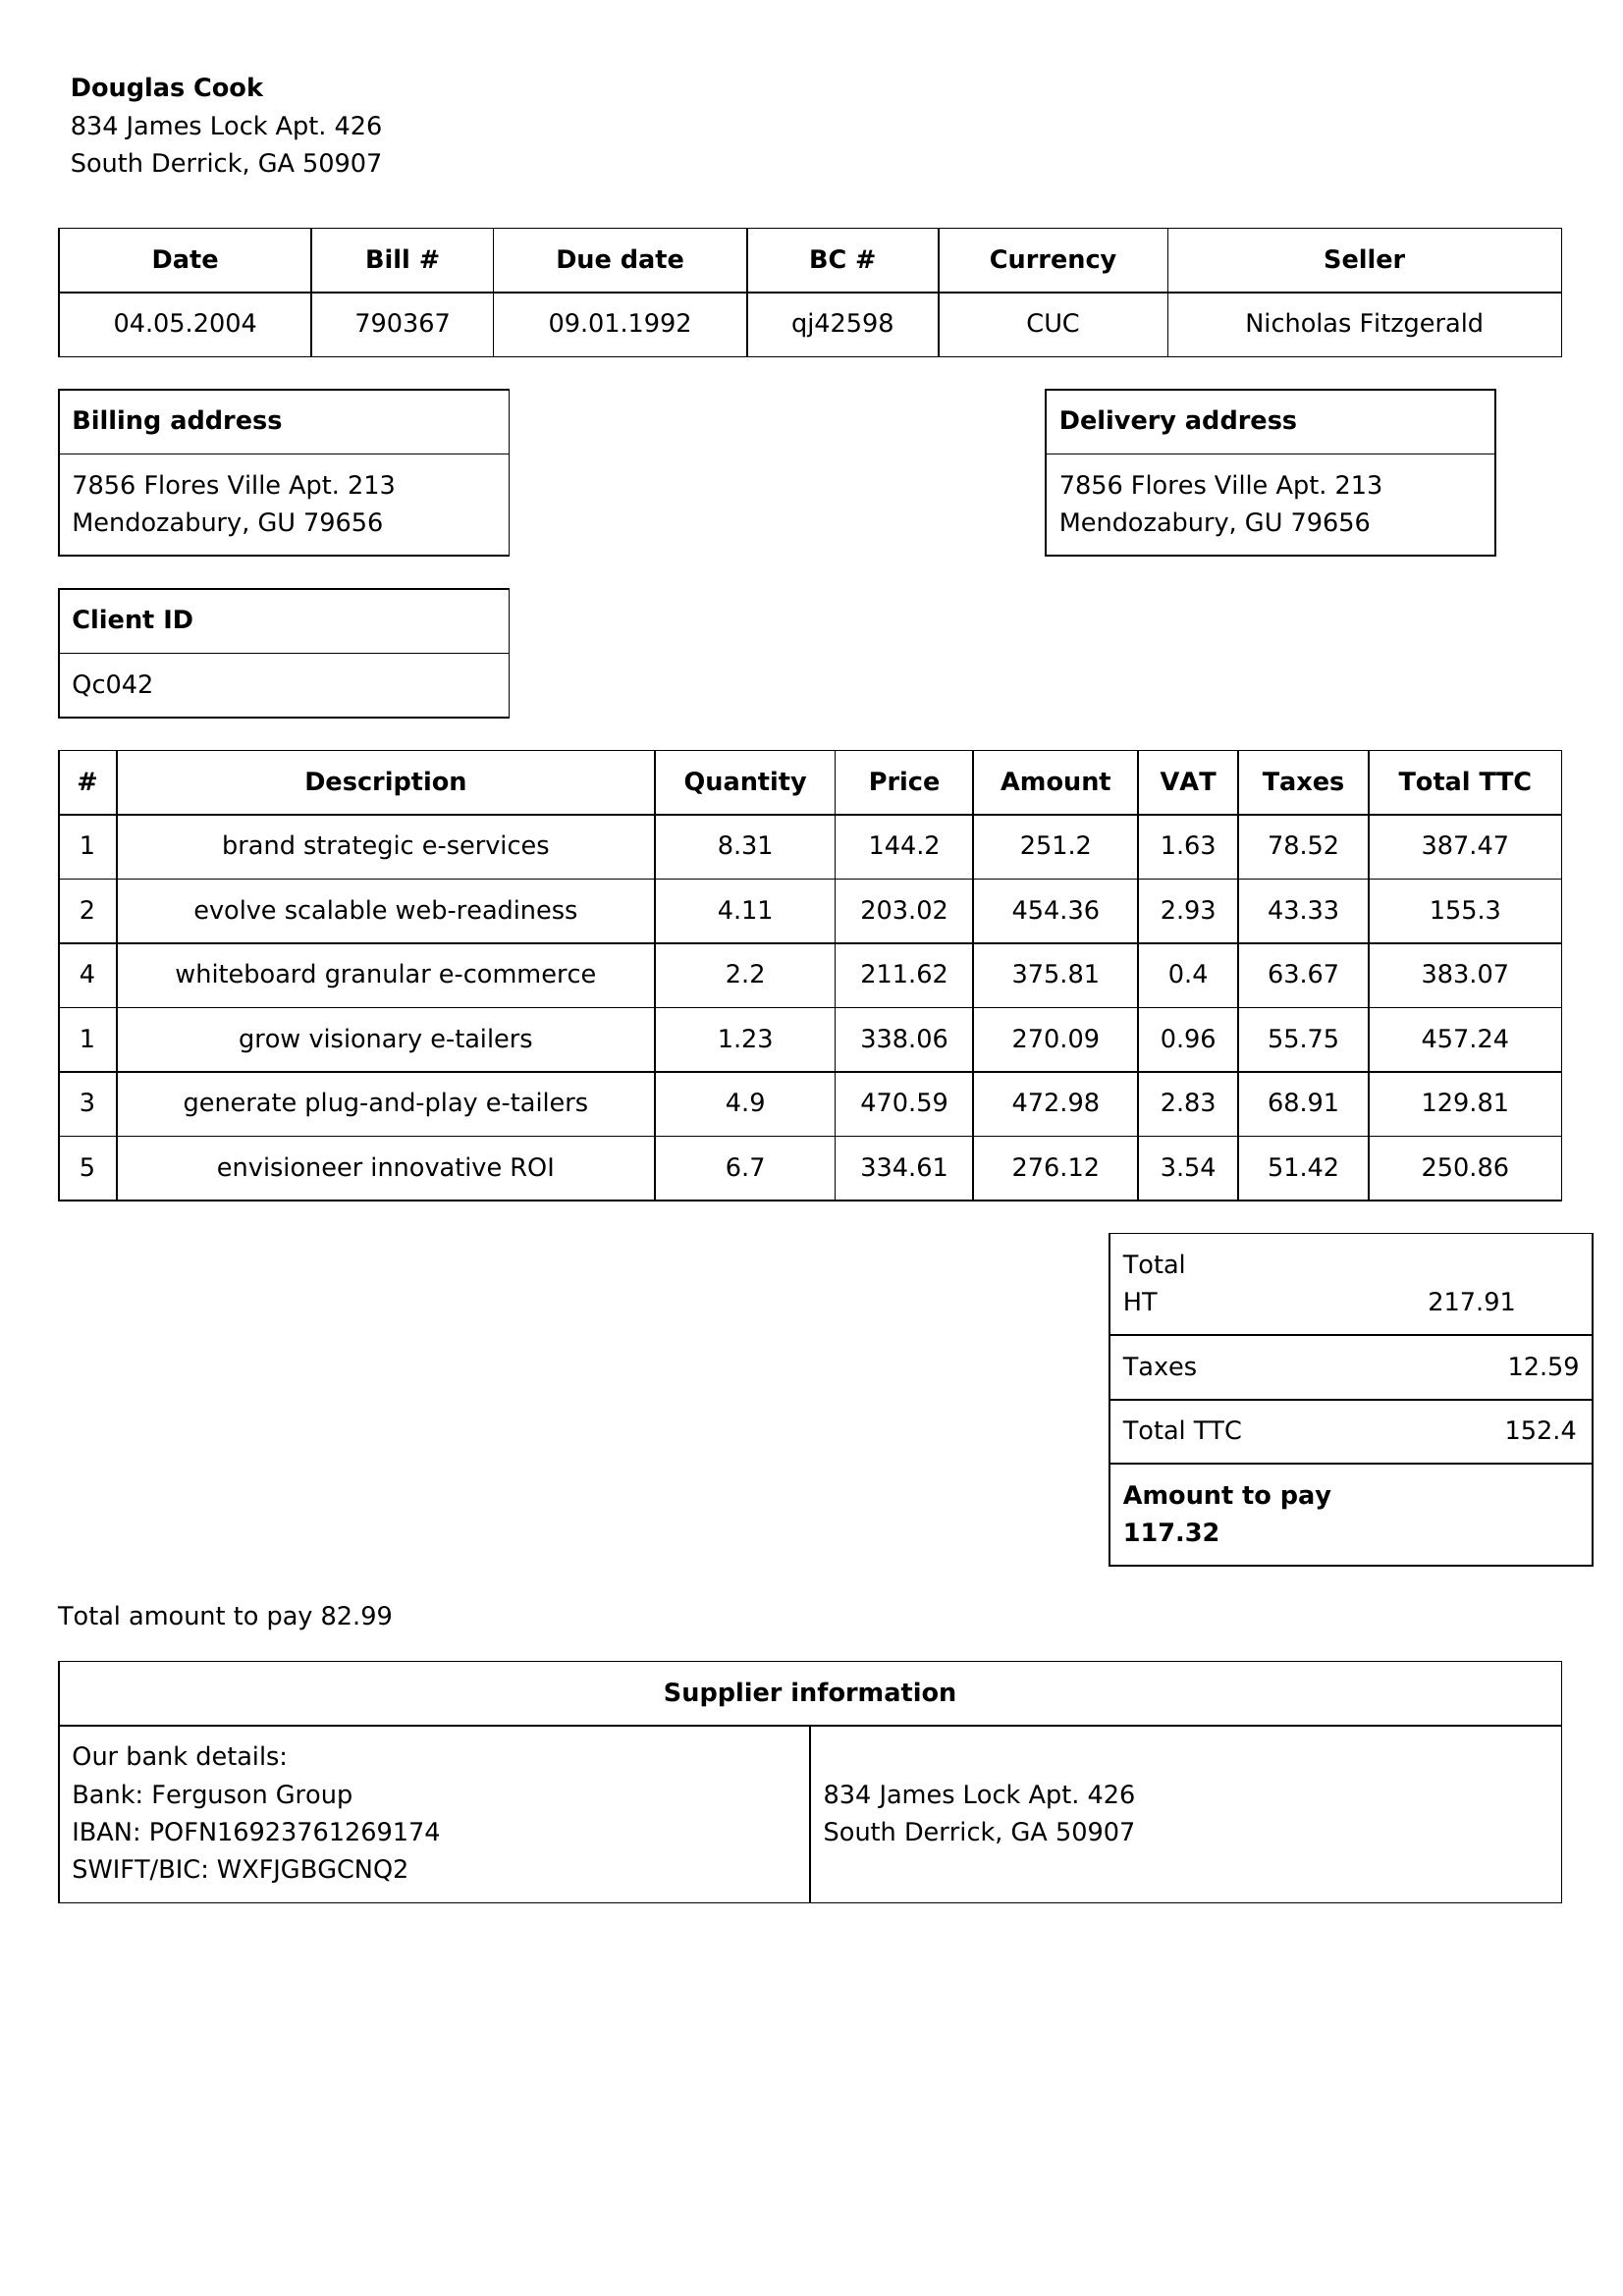 Douglas Cook
834 James Lock Apt. 426
South Derrick, GA 50907
Date Bill # Due date BC # Currency Seller
04.05.2004 790367 09.01.1992 qj42598 CUC Nicholas Fitzgerald
Billing address
7856 Flores Ville Apt. 213
Mendozabury, GU 79656
Delivery address
7856 Flores Ville Apt. 213
Mendozabury, GU 79656
Client ID
Qc042
# Description Quantity Price Amount VAT Taxes Total TTC
1 brand strategic e-services 8.31 144.2 251.2 1.63 78.52 387.47
2 evolve scalable web-readiness 4.11 203.02 454.36 2.93 43.33 155.3
4 whiteboard granular e-commerce 2.2 211.62 375.81 0.4 63.67 383.07
1 grow visionary e-tailers 1.23 338.06 270.09 0.96 55.75 457.24
3 generate plug-and-play e-tailers 4.9 470.59 472.98 2.83 68.91 129.81
5 envisioneer innovative ROI 6.7 334.61 276.12 3.54 51.42 250.86
Total
HT 217.91
Taxes 12.59
Total TTC 152.4
Amount to pay
117.32
Total amount to pay 82.99
Supplier information
Our bank details:
Bank: Ferguson Group
IBAN: POFN16923761269174
SWIFT/BIC: WXFJGBGCNQ2
834 James Lock Apt. 426
South Derrick, GA 50907